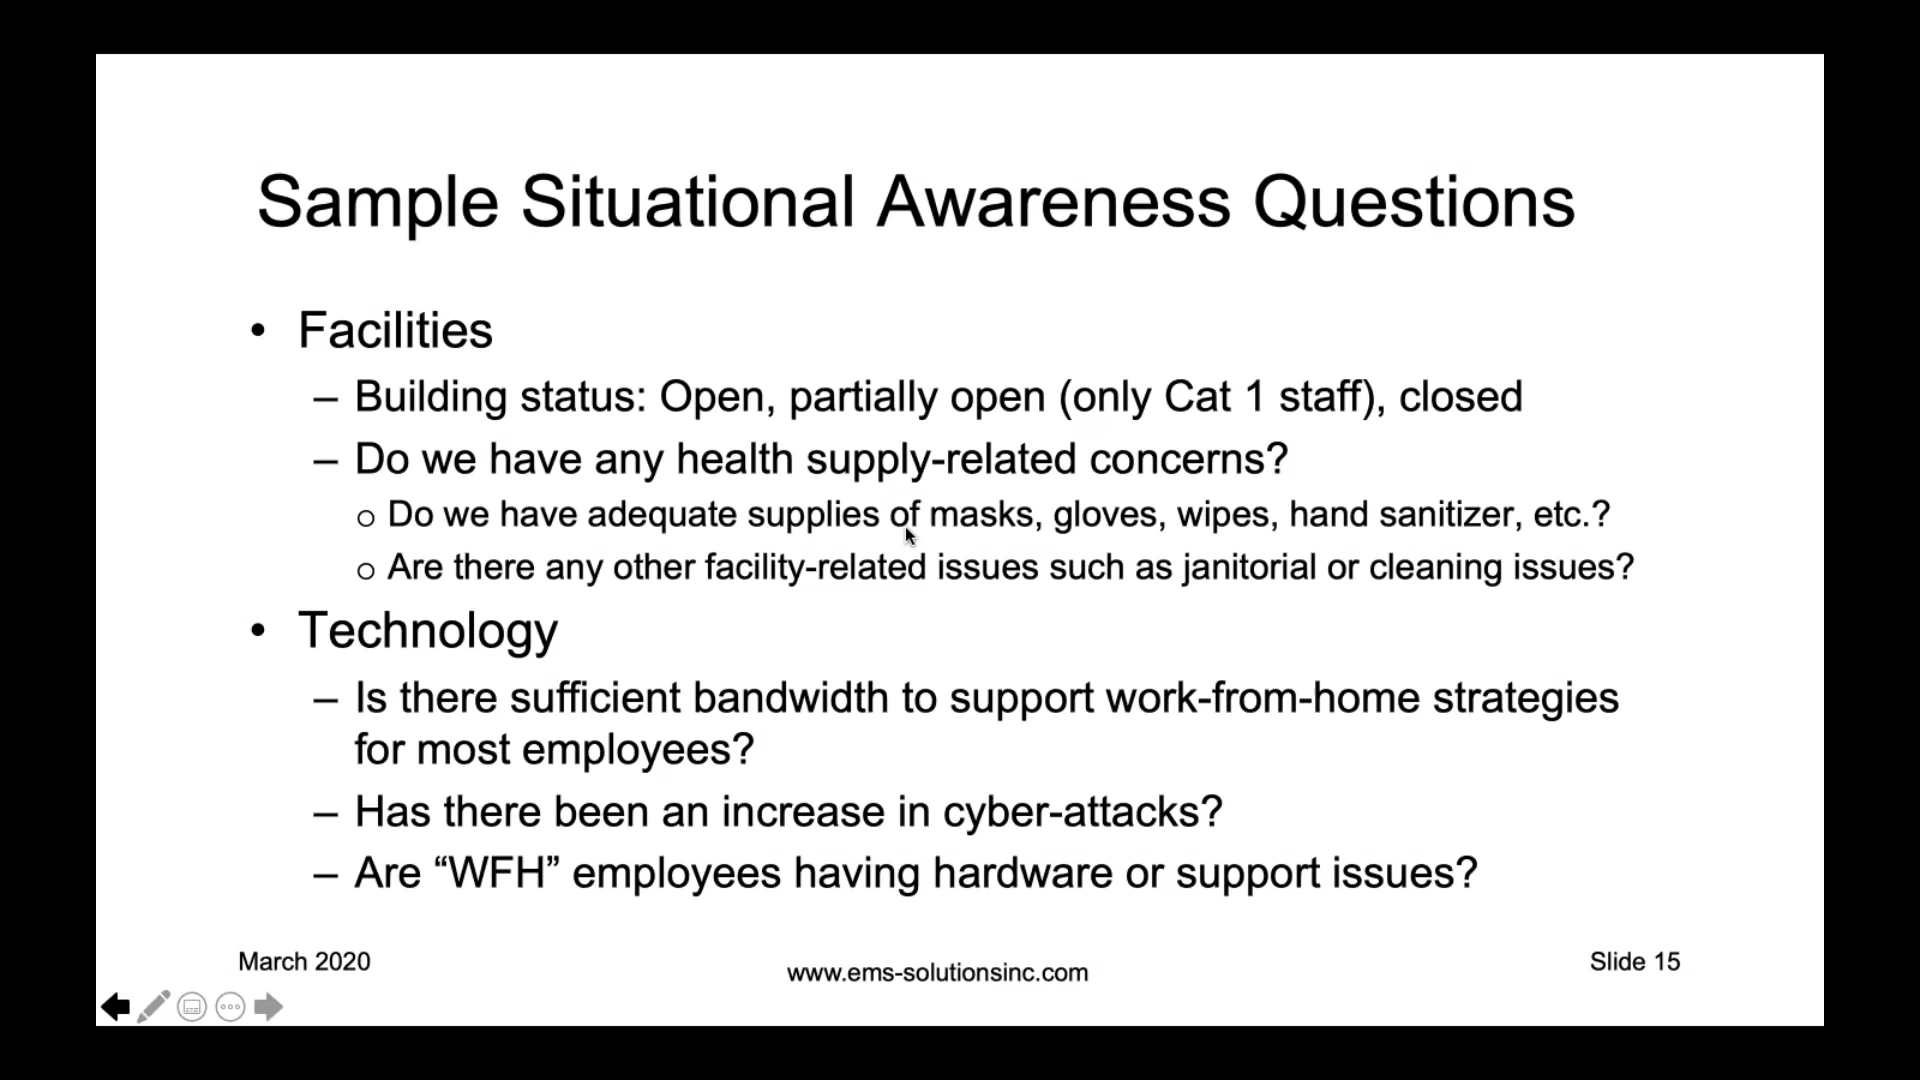 Sample Situational Awareness Questions
• Facilities
– Building status: Open, partially open (only Cat 1 staff), closed
– Do we have any health supply-related concerns?
o Do we have adequate supplies of masks, gloves, wipes, hand sanitizer, etc.?
o Are there any other facility-related issues such as janitorial or cleaning issues?
• Technology
– Is there sufficient bandwidth to support work-from-home strategies
for most employees?
– Has there been an increase in cyber-attacks?
– Are “WFH” employees having hardware or support issues?
March 2020
www.ems-solutionsinc.com
Slide 15